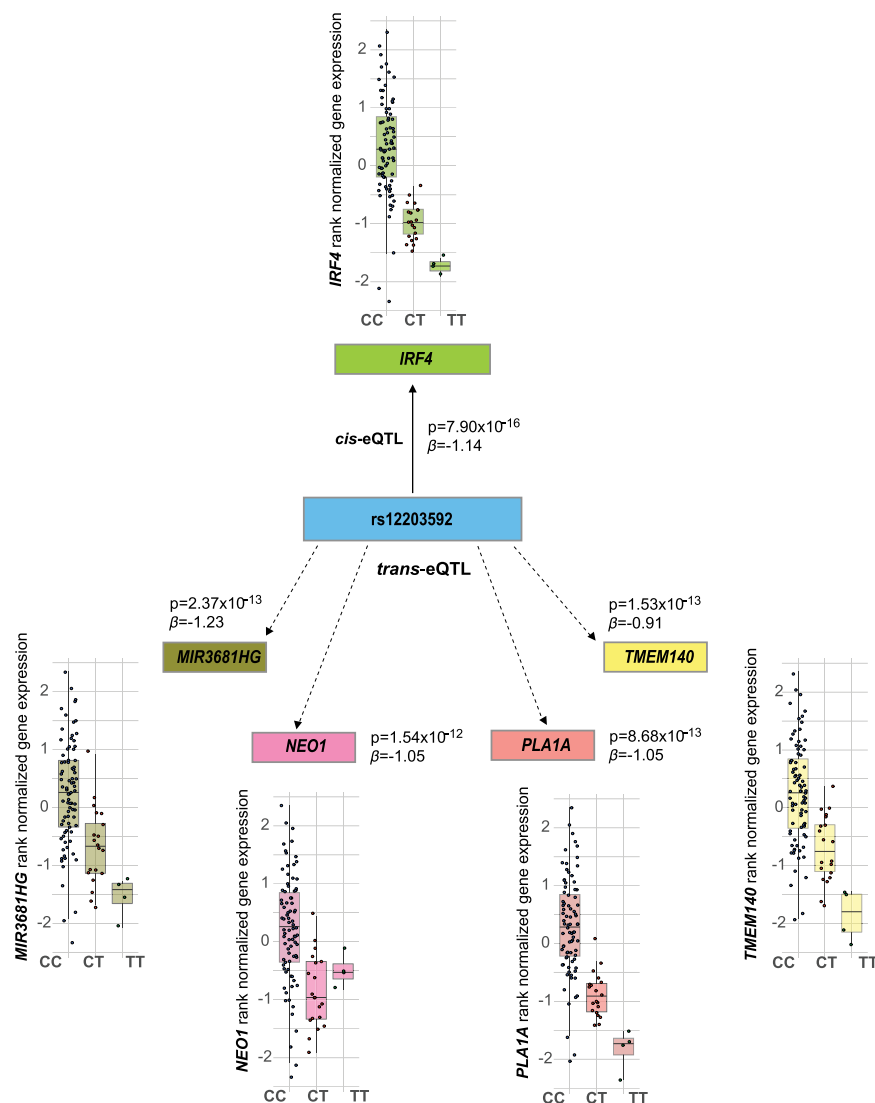 IRF4 rank normalized gene expression
2
1
0
-1
-2
CC CT TT
IRF4
cis-eQTL
p=7.90x10-16
β=-1.14
rs12203592
trans-eQTL
p=2.37x10-13
β=-1.23
MIR3681HG
p=1.53x10-13
β=-0.91
TMEM140
NEO1
p=1.54x10-12
β=-1.05
PLA1A
p=8.68x10-13
β=-1.05
MIR3681HG rank normalized gene expression
2
1
0
-1
-2
CC CT TT
NEO1 rank normalized gene expression
2
1
0
-1
-2
CC CT TT
PLA1A rank normalized gene expression
2
1
0
-1
-2
CC CT TT
TMEM140 rank normalized gene expression
2
1
0
-1
-2
CC CT TT